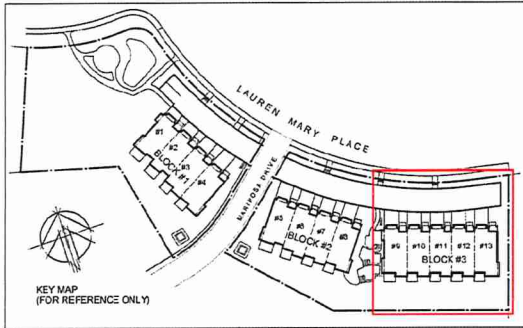 LAUREN MARY PLACE
#1
#2
#3
#4
BLOCK #1
MARIPOSA DRIVE
#5
#6
#7
#8
BLOCK #2
#9
#10
#11
#12
#13
BLOCK #3
KEY MAP
(FOR REFERENCE ONLY)